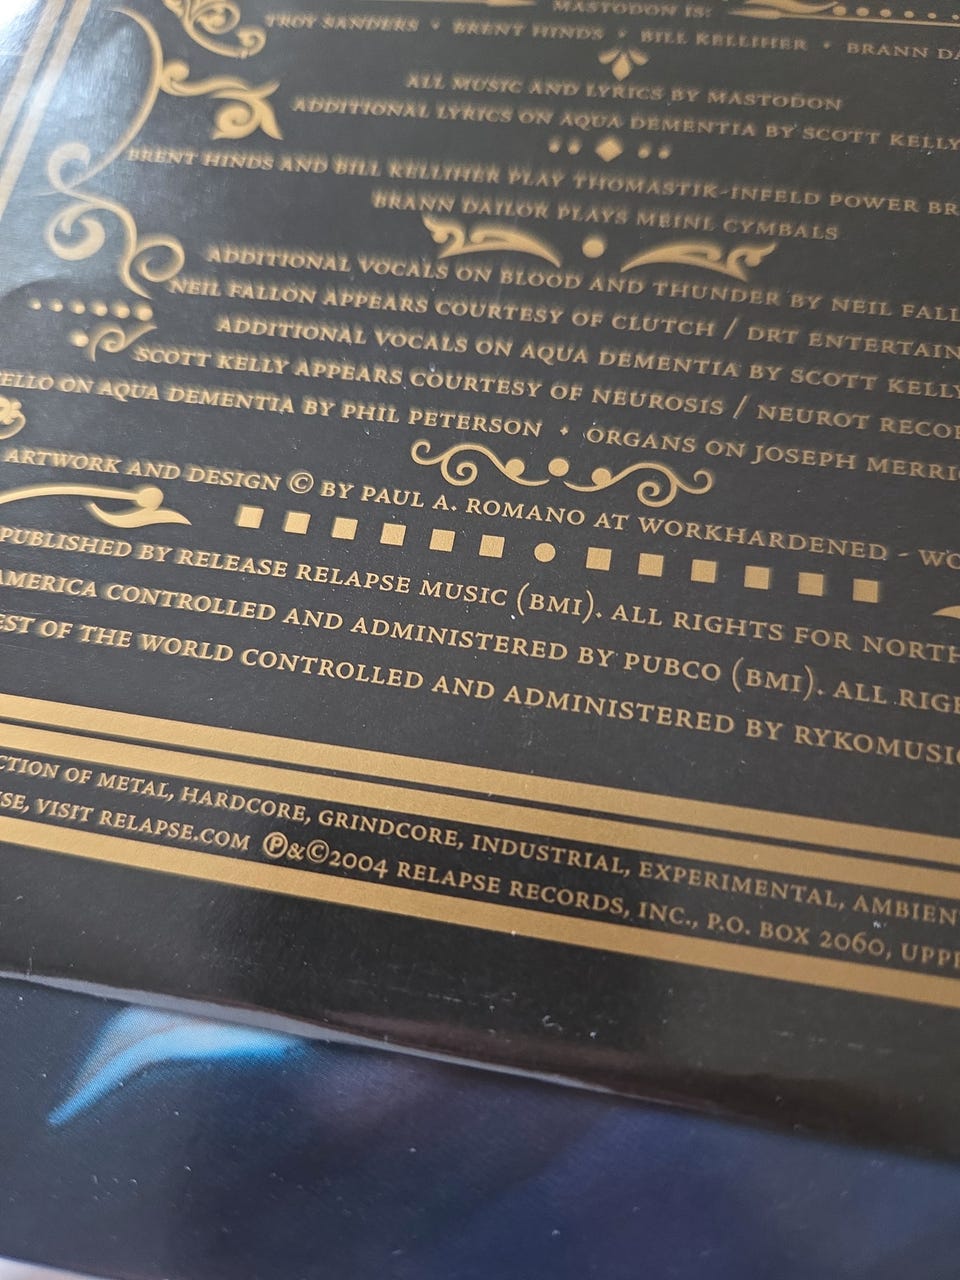 MASTODON IS:
TROY SANDERS • BRENT HINDS • BILL KELLIHER • BRANN DA
ALL MUSIC AND LYRICS BY MASTODON
ADDITIONAL LYRICS ON AQUA DEMENTIA BY SCOTT KELLY
BRENT HINDS AND BILL KELLIHER PLAY THOMASTIK-INFELD POWER BR
BRANN DAILOR PLAYS MEINL CYMBALS
ADDITIONAL VOCALS ON BLOOD AND THUNDER BY NEIL FALL
NEIL FALLON APPEARS COURTESY OF CLUTCH / DRT ENTERTAIN
ADDITIONAL VOCALS ON AQUA DEMENTIA BY SCOTT KELLY
SCOTT KELLY APPEARS COURTESY OF NEUROSIS / NEUROT RECO
ELLO ON AQUA DEMENTIA BY PHIL PETERSON • ORGANS ON JOSEPH MERRI
ARTWORK AND DESIGN © BY PAUL A. ROMANO AT WORKHARDENED - WO
PUBLISHED BY RELEASE RELAPSE MUSIC (BMI). ALL RIGHTS FOR NORTH
AMERICA CONTROLLED AND ADMINISTERED BY PUBCO (BMI). ALL RIGH
EST OF THE WORLD CONTROLLED AND ADMINISTERED BY RYKOMUSIC
CTION OF METAL, HARDCORE, GRINDCORE, INDUSTRIAL, EXPERIMENTAL, AMBIENT
SE, VISIT RELAPSE.COM ℗&©2004 RELAPSE RECORDS, INC., P.O. BOX 2060, UPPE